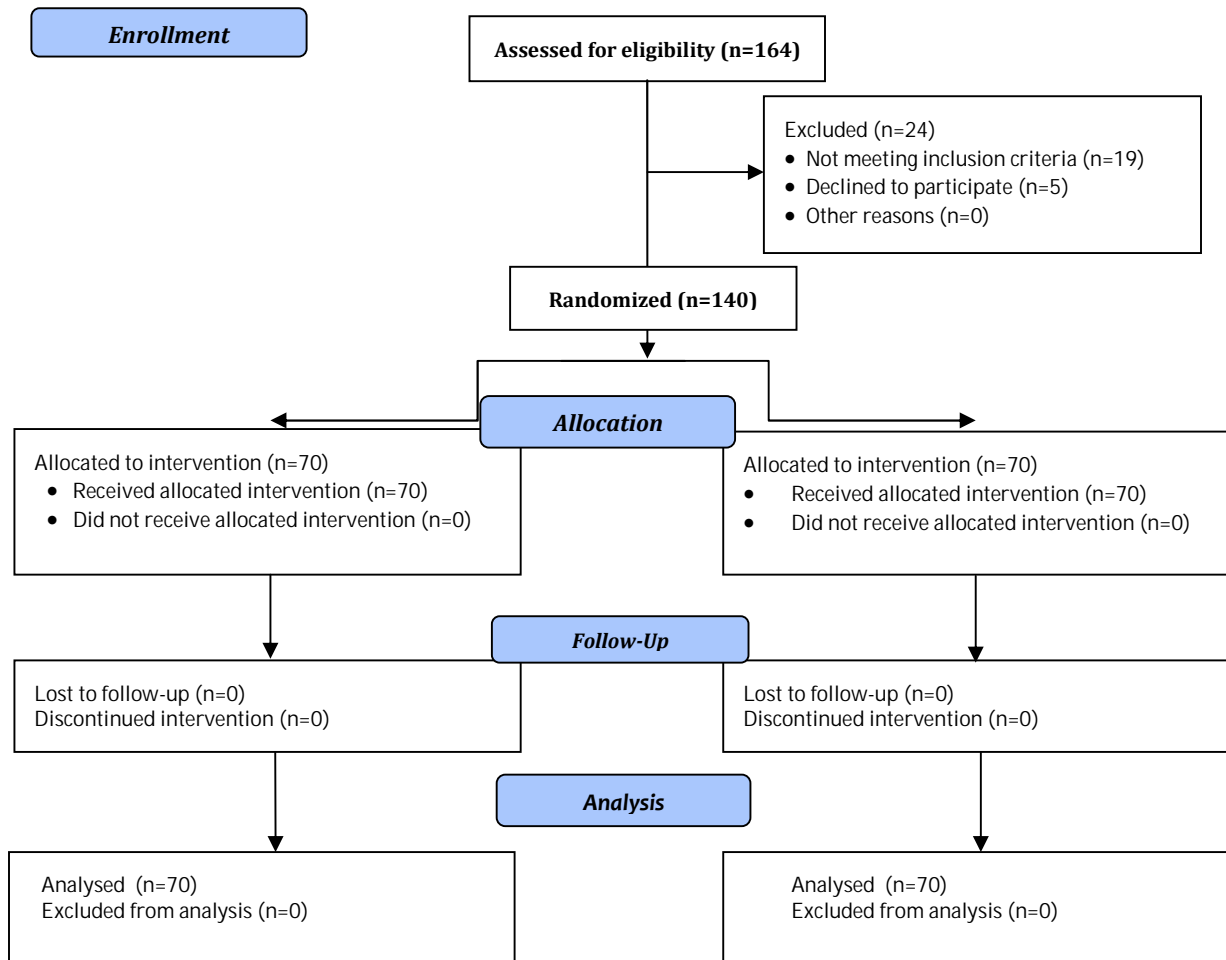 Enrollment
Assessed for eligibility (n=164)
Excluded (n=24)
• Not meeting inclusion criteria (n=19)
• Declined to participate (n=5)
• Other reasons (n=0)
Randomized (n=140)
Allocation
Allocated to intervention (n=70)
• Received allocated intervention (n=70)
• Did not receive allocated intervention (n=0)
Allocated to intervention (n=70)
• Received allocated intervention (n=70)
• Did not receive allocated intervention (n=0)
Follow-Up
Lost to follow-up (n=0)
Discontinued intervention (n=0)
Lost to follow-up (n=0)
Discontinued intervention (n=0)
Analysis
Analysed (n=70)
Excluded from analysis (n=0)
Analysed (n=70)
Excluded from analysis (n=0)